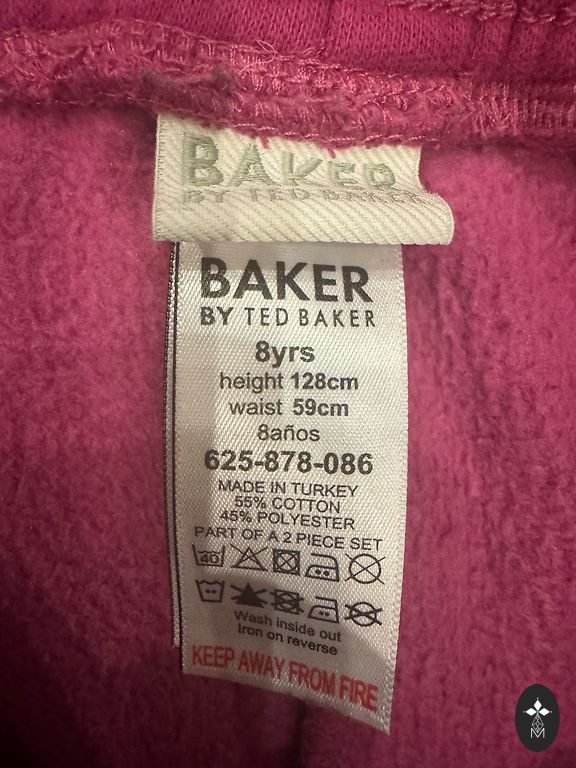 BAKER
BY TED BAKER
BAKER
BY TED BAKER
8yrs
height 128cm
waist 59cm
8años
625-878-086
MADE IN TURKEY
55% COTTON
45% POLYESTER
PART OF A 2 PIECE SET
40
Wash inside out
Iron on reverse
KEEP AWAY FROM FIRE
M